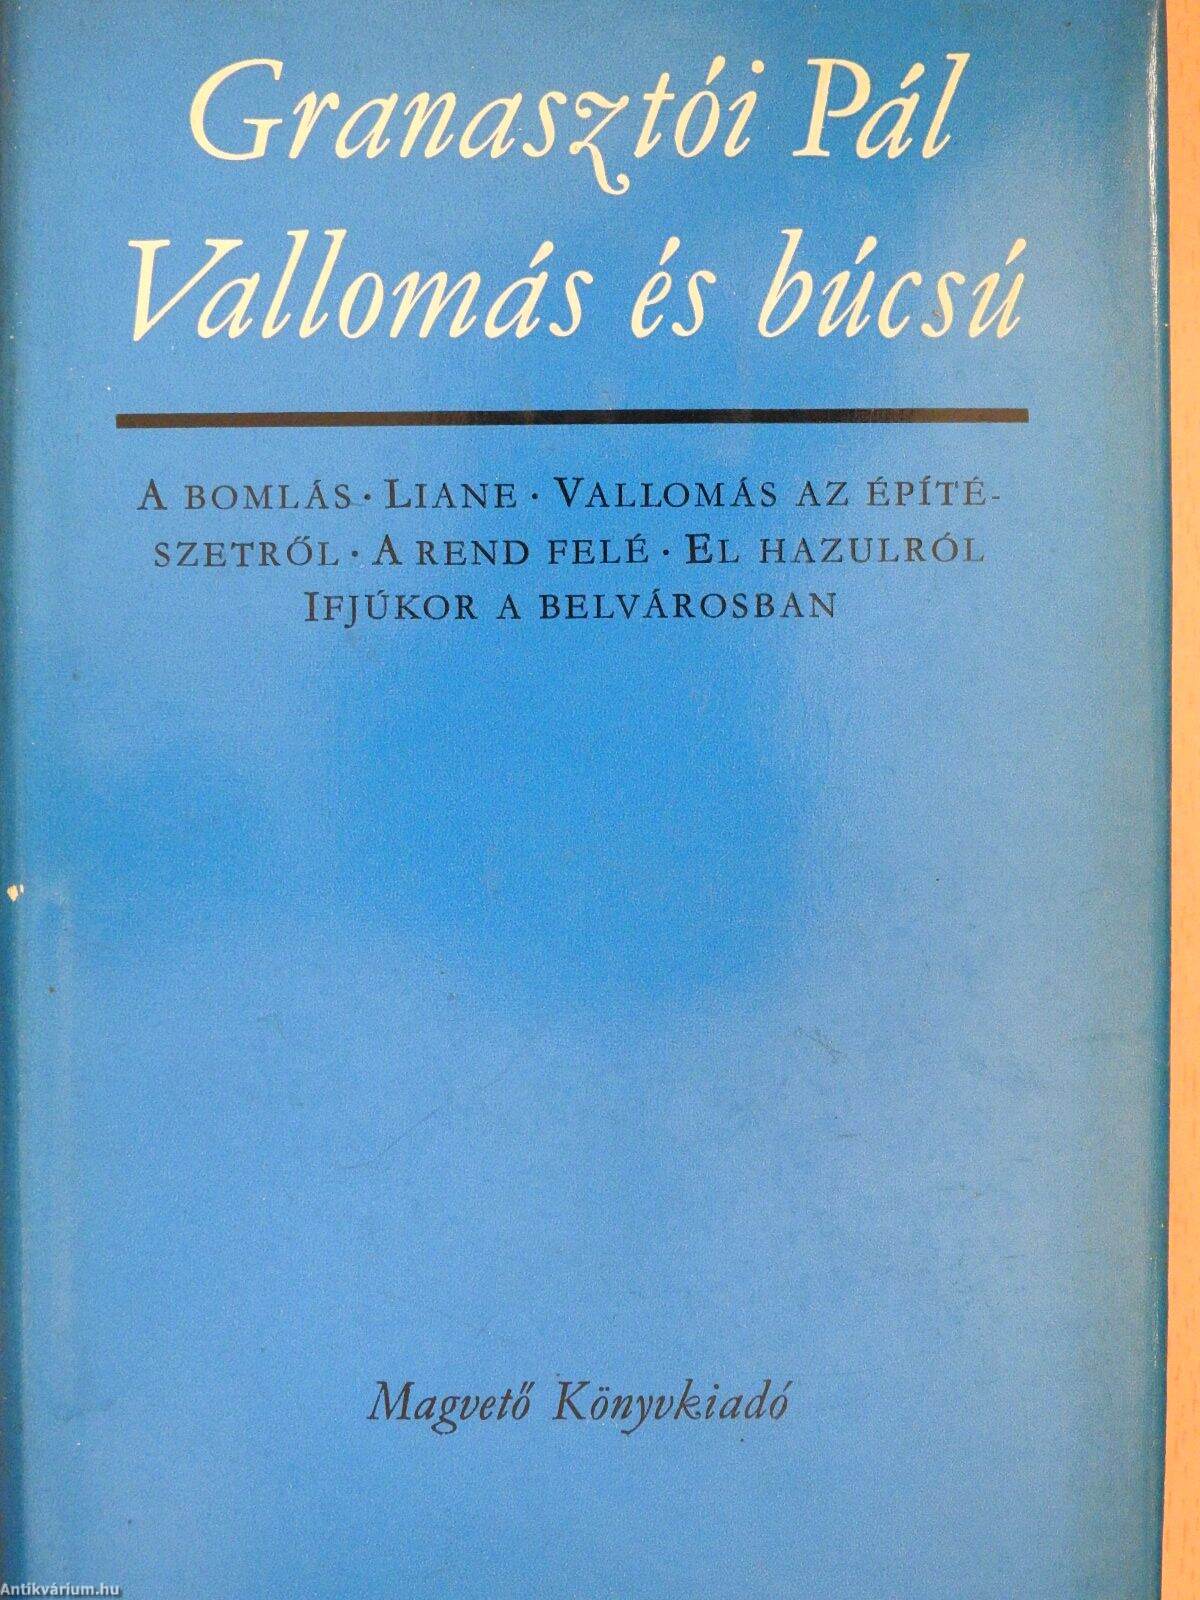 Granasztói Pál
Vallomás és búcsú
A BOMLÁS · LIANE · VALLOMÁS AZ ÉPÍTÉ-
SZETRŐL · A REND FELÉ · EL HAZULRÓL
IFJÚKOR A BELVÁROSBAN
Magvető Könyvkiadó
Antikvárium.hu